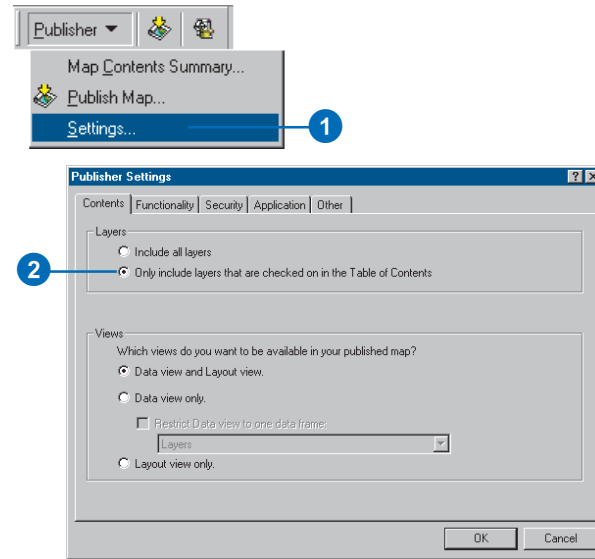 Publisher
Map Contents Summary...
Publish Map...
Settings...
1
Publisher Settings
Contents Functionality Security Application Other
Layers
Include all layers
2
Only include layers that are checked on in the Table of Contents
Views
Which views do you want to be available in your published map?
Data view and Layout view.
Data view only.
Restrict Data view to one data frame:
Layers
Layout view only.
OK Cancel